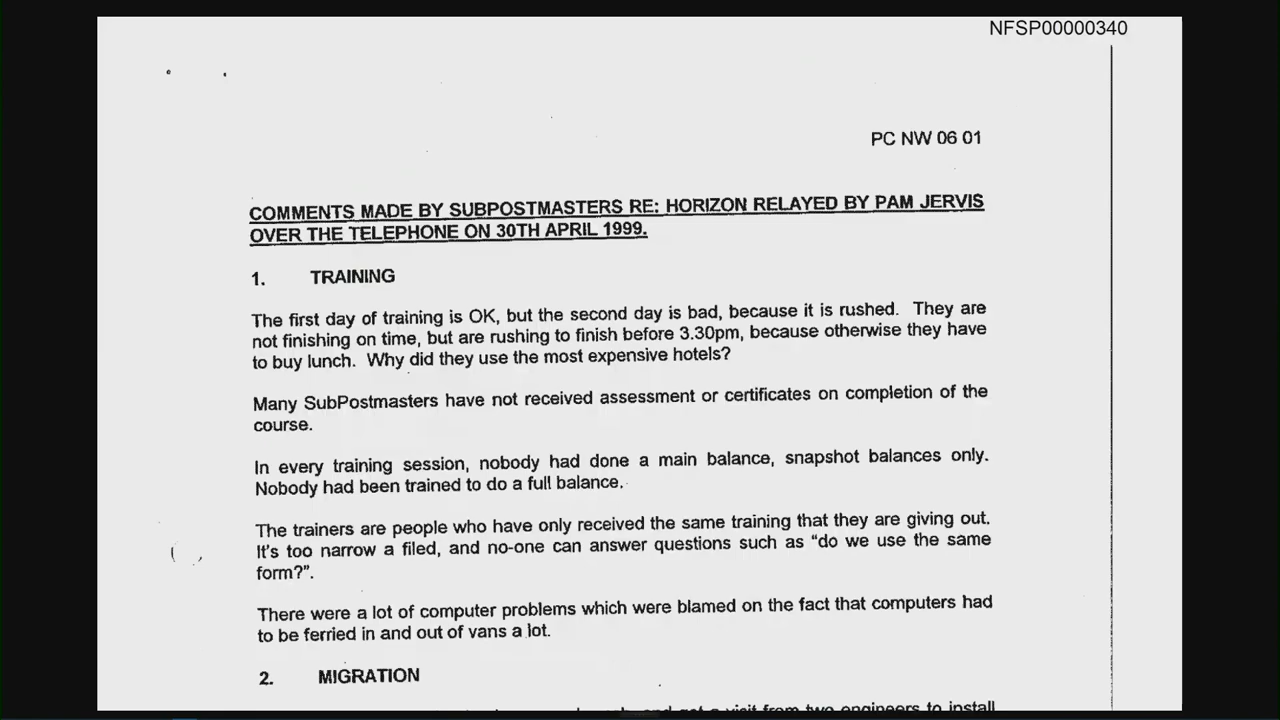 NFSP00000340
PC NW 06 01
COMMENTS MADE BY SUBPOSTMASTERS RE: HORIZON RELAYED BY PAM JERVIS
OVER THE TELEPHONE ON 30TH APRIL 1999.
1. TRAINING
The first day of training is OK, but the second day is bad, because it is rushed. They are
not finishing on time, but are rushing to finish before 3.30pm, because otherwise they have
to buy lunch. Why did they use the most expensive hotels?
Many SubPostmasters have not received assessment or certificates on completion of the
course.
In every training session, nobody had done a main balance, snapshot balances only.
Nobody had been trained to do a full balance.
The trainers are people who have only received the same training that they are giving out.
It's too narrow a filed, and no-one can answer questions such as "do we use the same
form?".
There were a lot of computer problems which were blamed on the fact that computers had
to be ferried in and out of vans a lot.
2. MIGRATION
and got a visit from two engineers to install